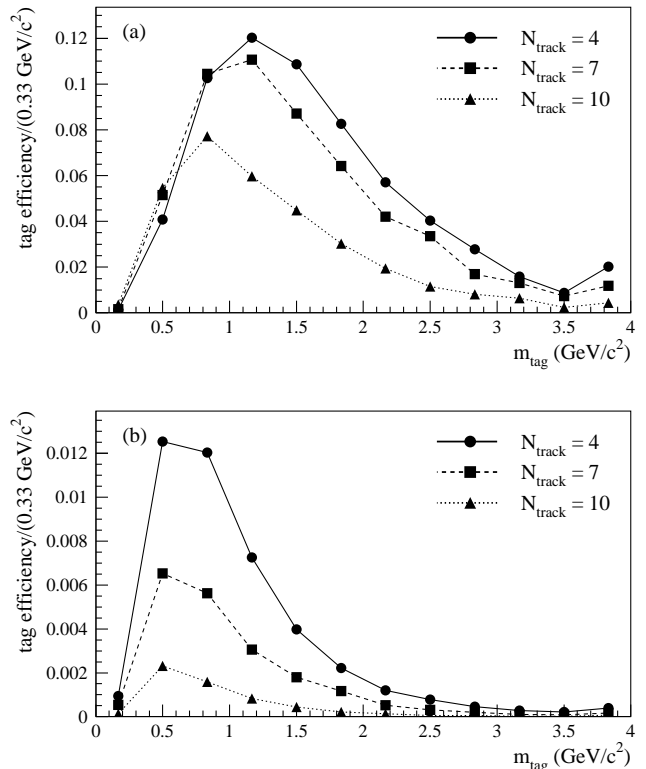 (a)
N_track = 4
N_track = 7
N_track = 10
tag efficiency/(0.33 GeV/c²)
0.12
0.1
0.08
0.06
0.04
0.02
0
0 0.5 1 1.5 2 2.5 3 3.5 4
m_tag (GeV/c²)
(b)
N_track = 4
N_track = 7
N_track = 10
tag efficiency/(0.33 GeV/c²)
0.012
0.01
0.008
0.006
0.004
0.002
0
0 0.5 1 1.5 2 2.5 3 3.5 4
m_tag (GeV/c²)